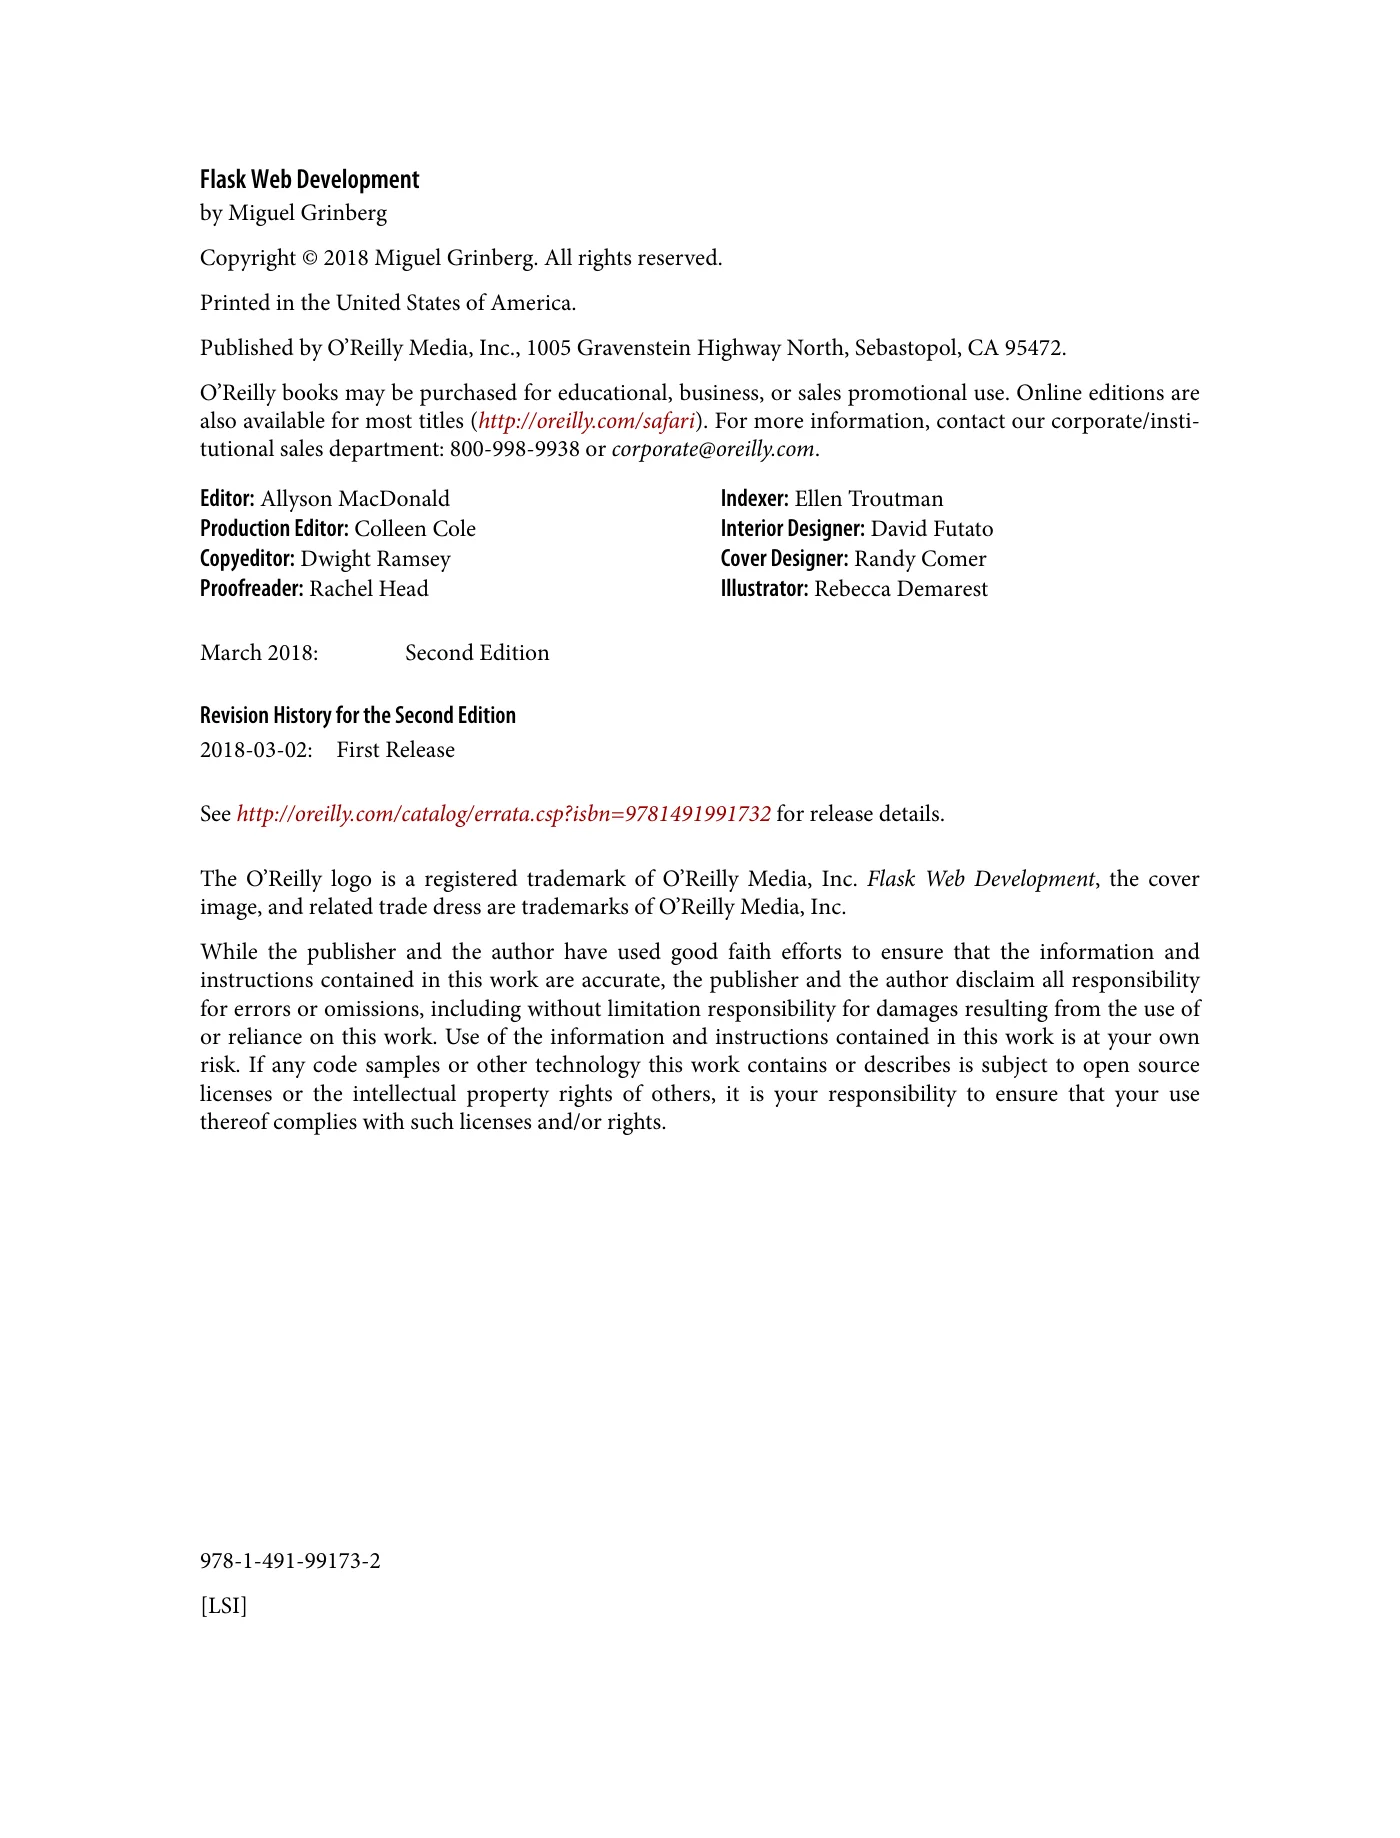 Flask Web Development
by Miguel Grinberg
Copyright © 2018 Miguel Grinberg. All rights reserved.
Printed in the United States of America.
Published by O’Reilly Media, Inc., 1005 Gravenstein Highway North, Sebastopol, CA 95472.
O’Reilly books may be purchased for educational, business, or sales promotional use. Online editions are
also available for most titles (http://oreilly.com/safari). For more information, contact our corporate/insti-
tutional sales department: 800-998-9938 or corporate@oreilly.com.
Editor: Allyson MacDonald
Production Editor: Colleen Cole
Copyeditor: Dwight Ramsey
Proofreader: Rachel Head
Indexer: Ellen Troutman
Interior Designer: David Futato
Cover Designer: Randy Comer
Illustrator: Rebecca Demarest
March 2018: Second Edition
Revision History for the Second Edition
2018-03-02: First Release
See http://oreilly.com/catalog/errata.csp?isbn=9781491991732 for release details.
The O’Reilly logo is a registered trademark of O’Reilly Media, Inc. Flask Web Development, the cover
image, and related trade dress are trademarks of O’Reilly Media, Inc.
While the publisher and the author have used good faith efforts to ensure that the information and
instructions contained in this work are accurate, the publisher and the author disclaim all responsibility
for errors or omissions, including without limitation responsibility for damages resulting from the use of
or reliance on this work. Use of the information and instructions contained in this work is at your own
risk. If any code samples or other technology this work contains or describes is subject to open source
licenses or the intellectual property rights of others, it is your responsibility to ensure that your use
thereof complies with such licenses and/or rights.
978-1-491-99173-2
[LSI]